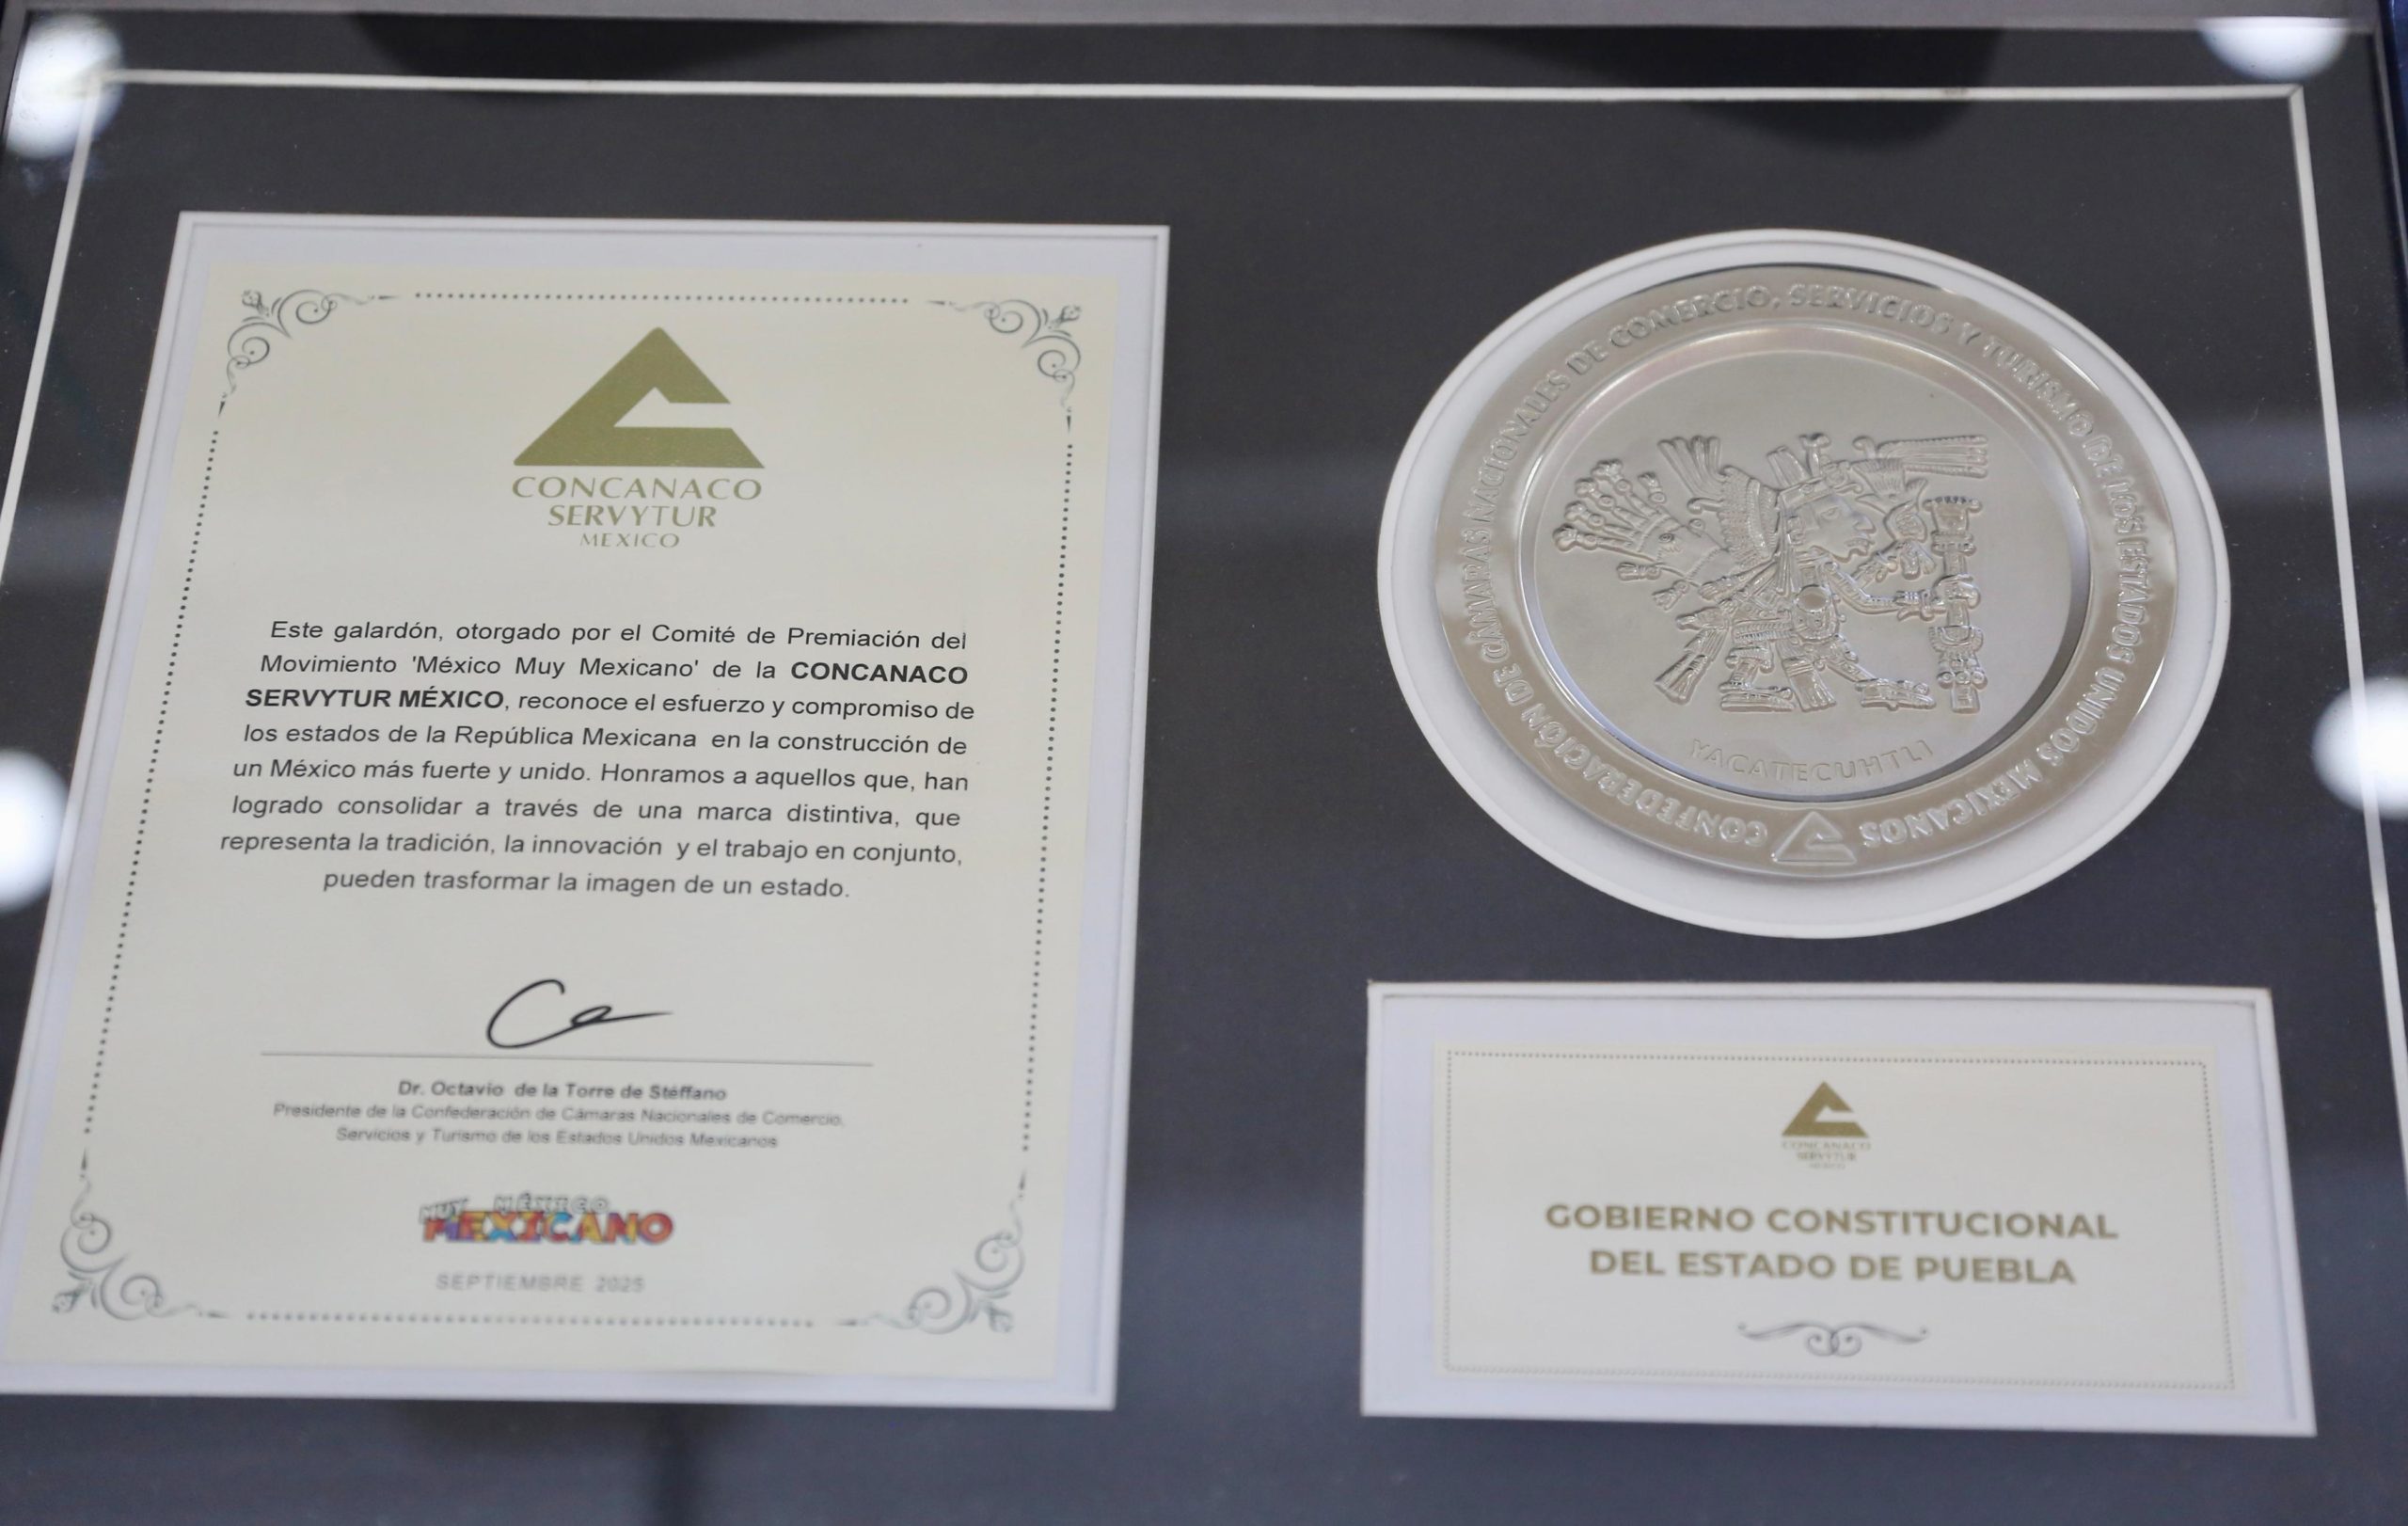 CONCANACO
SERVYTUR
MEXICO
Este galardón, otorgado por el Comité de Premiación del
Movimiento 'México Muy Mexicano' de la CONCANACO
SERVYTUR MÉXICO, reconoce el esfuerzo y compromiso de
los estados de la República Mexicana en la construcción de
un México más fuerte y unido. Honramos a aquellos que, han
logrado consolidar a través de una marca distintiva, que
representa la tradición, la innovación y el trabajo en conjunto,
pueden trasformar la imagen de un estado.
Dr. Octavio de la Torre de Stéffano
Presidente de la Confederación de Cámaras Nacionales de Comercio,
Servicios y Turismo de los Estados Unidos Mexicanos
MÉXICO
MUY
MEXICANO
SEPTIEMBRE 2025
CONFEDERACIÓN DE CÁMARAS NACIONALES DE COMERCIO, SERVICIOS Y TURISMO DE LOS ESTADOS UNIDOS MEXICANOS
YACATECUHTLI
CONCANACO
SERVYTUR
MEXICO
GOBIERNO CONSTITUCIONAL
DEL ESTADO DE PUEBLA